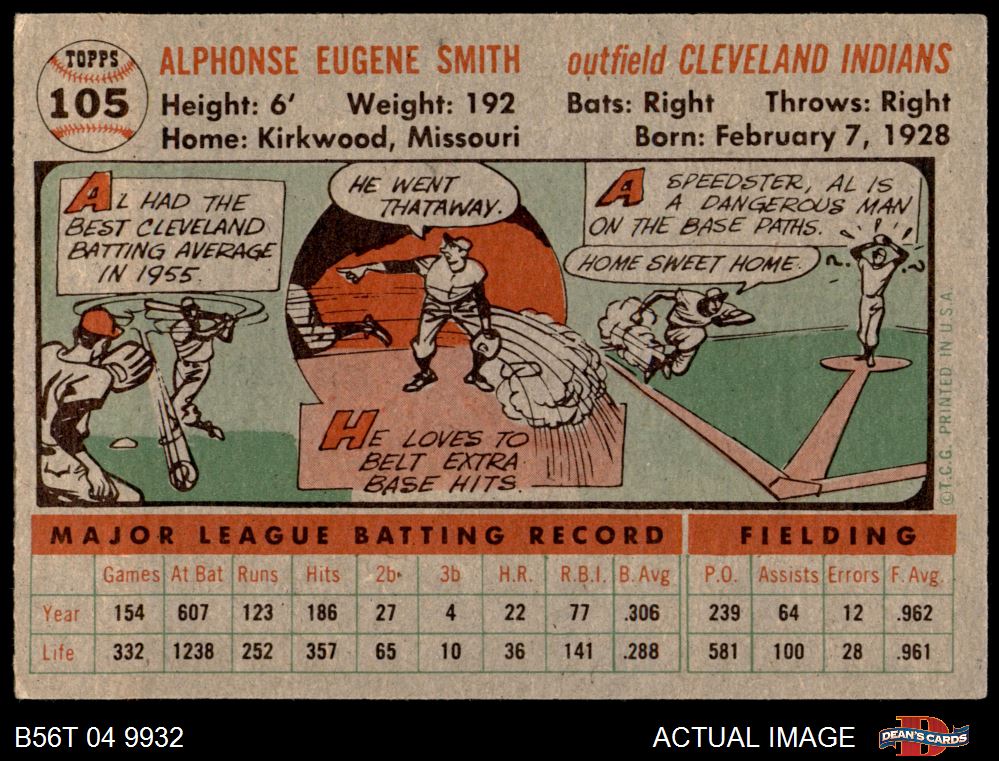 TOPPS
105
ALPHONSE EUGENE SMITH outfield CLEVELAND INDIANS
Height: 6' Weight: 192 Bats: Right Throws: Right
Home: Kirkwood, Missouri Born: February 7, 1928
AL HAD THE
BEST CLEVELAND
BATTING AVERAGE
IN 1955.
HE WENT
THATAWAY.
HE LOVES TO
BELT EXTRA
BASE HITS.
A SPEEDSTER, AL IS
A DANGEROUS MAN
ON THE BASE PATHS.
HOME SWEET HOME.
? ?
©T.C.G. PRINTED IN U.S.A.
MAJOR LEAGUE BATTING RECORD FIELDING
Games At Bat Runs Hits 2b 3b H.R. R.B.I. B. Avg P.O. Assists Errors F. Avg.
Year 154 607 123 186 27 4 22 77 .306 239 64 12 .962
Life 332 1238 252 357 65 10 36 141 .288 581 100 28 .961
B56T 04 9932 ACTUAL IMAGE DEAN'S CARDS